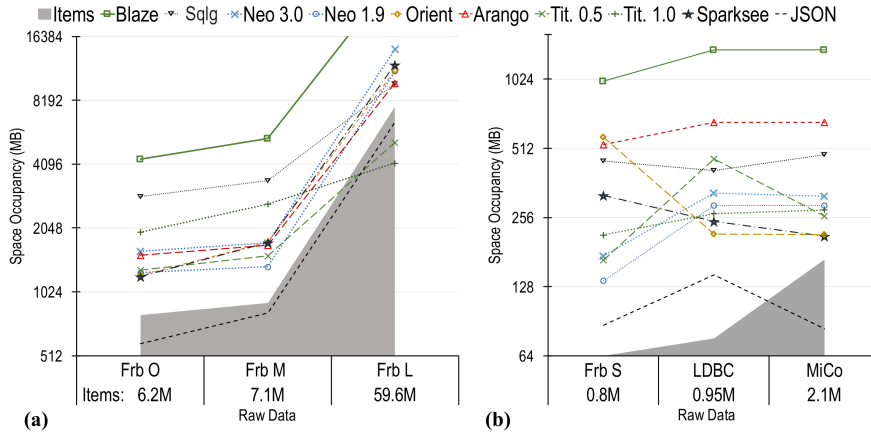 Items Blaze Sqlg Neo 3.0 Neo 1.9 Orient Arango Tit. 0.5 Tit. 1.0 Sparksee JSON
16384
8192
4096
2048
1024
512
Space Occupancy (MB)
Frb O Frb M Frb L
Items: 6.2M 7.1M 59.6M
Raw Data
(a)
1024
512
256
128
64
Space Occupancy (MB)
Frb S LDBC MiCo
0.8M 0.95M 2.1M
Raw Data
(b)